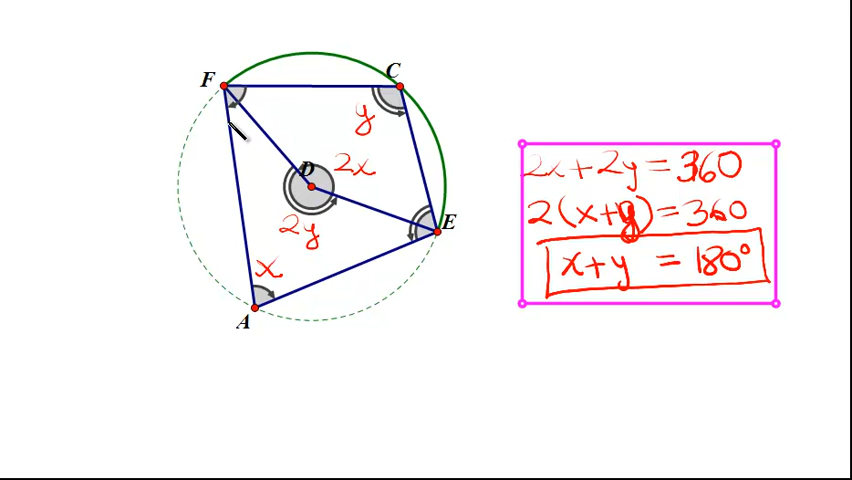 F
C
y
2x
D
2y
E
x
A
2x + 2y = 360
2(x+y) = 360
x+y = 180°